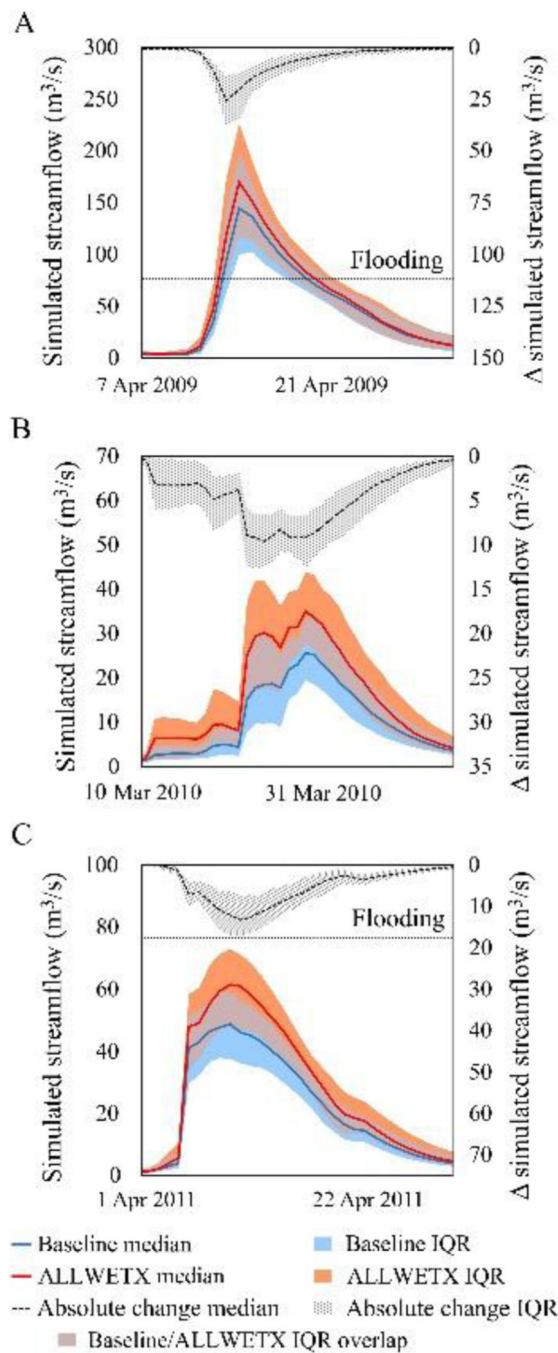 A
Simulated streamflow (m³/s)
300
250
200
150
100
50
0
0
25
50
75
100
125
150
Δ simulated streamflow (m³/s)
Flooding
7 Apr 2009
21 Apr 2009
B
Simulated streamflow (m³/s)
70
60
50
40
30
20
10
0
0
5
10
15
20
25
30
35
Δ simulated streamflow (m³/s)
10 Mar 2010
31 Mar 2010
C
Simulated streamflow (m³/s)
100
80
60
40
20
0
0
10
20
30
40
50
60
70
Δ simulated streamflow (m³/s)
Flooding
1 Apr 2011
22 Apr 2011
Baseline median
Baseline IQR
ALLWETX median
ALLWETX IQR
Absolute change median
Absolute change IQR
Baseline/ALLWETX IQR overlap